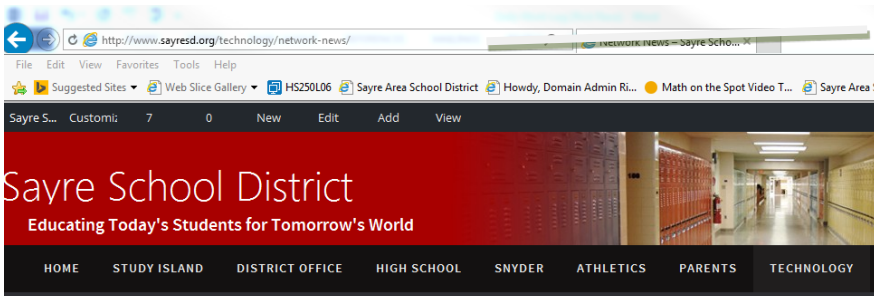 http://www.sayresd.org/technology/network-news/
Network News – Sayre Scho...
File Edit View Favorites Tools Help
Suggested Sites Web Slice Gallery HS250L06 Sayre Area School District Howdy, Domain Admin Ri... Math on the Spot Video T... Sayre Area
Sayre S... Customiz 7 0 New Edit Add View
Sayre School District
Educating Today's Students for Tomorrow's World
HOME STUDY ISLAND DISTRICT OFFICE HIGH SCHOOL SNYDER ATHLETICS PARENTS TECHNOLOGY